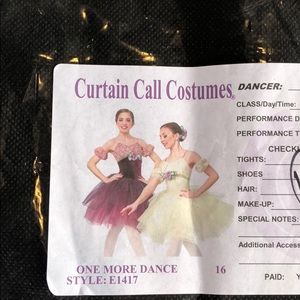 Curtain Call Costumes®
DANCER:
CLASS/Day/Time:
PERFORMANCE D
PERFORMANCE T
CHECK
TIGHTS:
SHOES
HAIR:
MAKE-UP:
SPECIAL NOTES:
Additional Access
PAID: Y
ONE MORE DANCE 16
STYLE: E1417